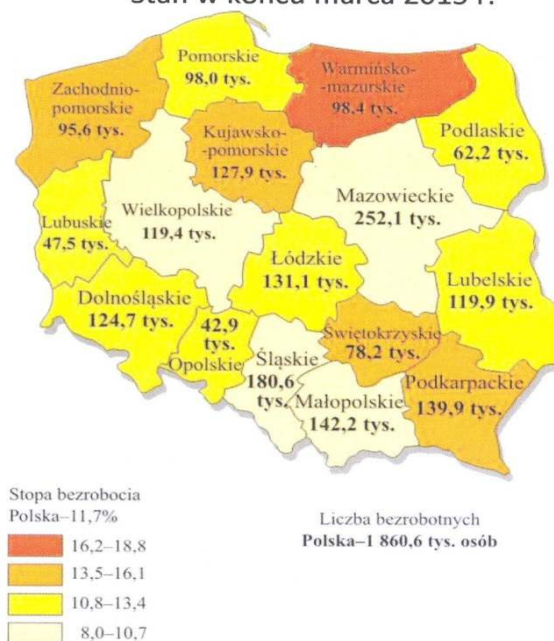 stan w końcu marca 2015 r.
Pomorskie
98,0 tys.
Warmińsko-
-mazurskie
98,4 tys.
Zachodnio-
pomorskie
95,6 tys.
Kujawsko-
-pomorskie
127,9 tys.
Podlaskie
62,2 tys.
Mazowieckie
252,1 tys.
Wielkopolskie
119,4 tys.
Lubuskie
47,5 tys.
Łódzkie
131,1 tys.
Lubelskie
119,9 tys.
Dolnośląskie
124,7 tys.
42,9
tys.
Opolskie
Śląskie
180,6
tys.
Świętokrzyskie
78,2 tys.
Małopolskie
142,2 tys.
Podkarpackie
139,9 tys.
Stopa bezrobocia
Polska–11,7%
16,2–18,8
13,5–16,1
10,8–13,4
8,0–10,7
Liczba bezrobotnych
Polska–1 860,6 tys. osób